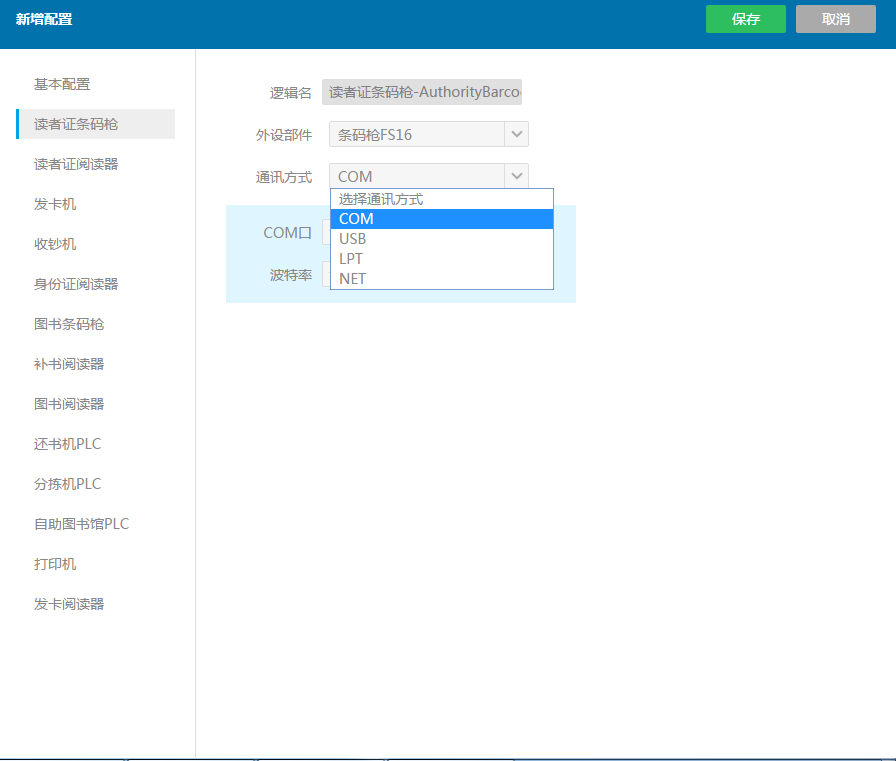 新增配置
保存
取消
基本配置
读者证条码枪
读者证阅读器
发卡机
收钞机
身份证阅读器
图书条码枪
补书阅读器
图书阅读器
还书机PLC
分拣机PLC
自助图书馆PLC
打印机
发卡阅读器
逻辑名 读者证条码枪-AuthorityBarco
外设部件 条码枪FS16
通讯方式 COM
选择通讯方式
COM
USB
LPT
NET
COM口
波特率